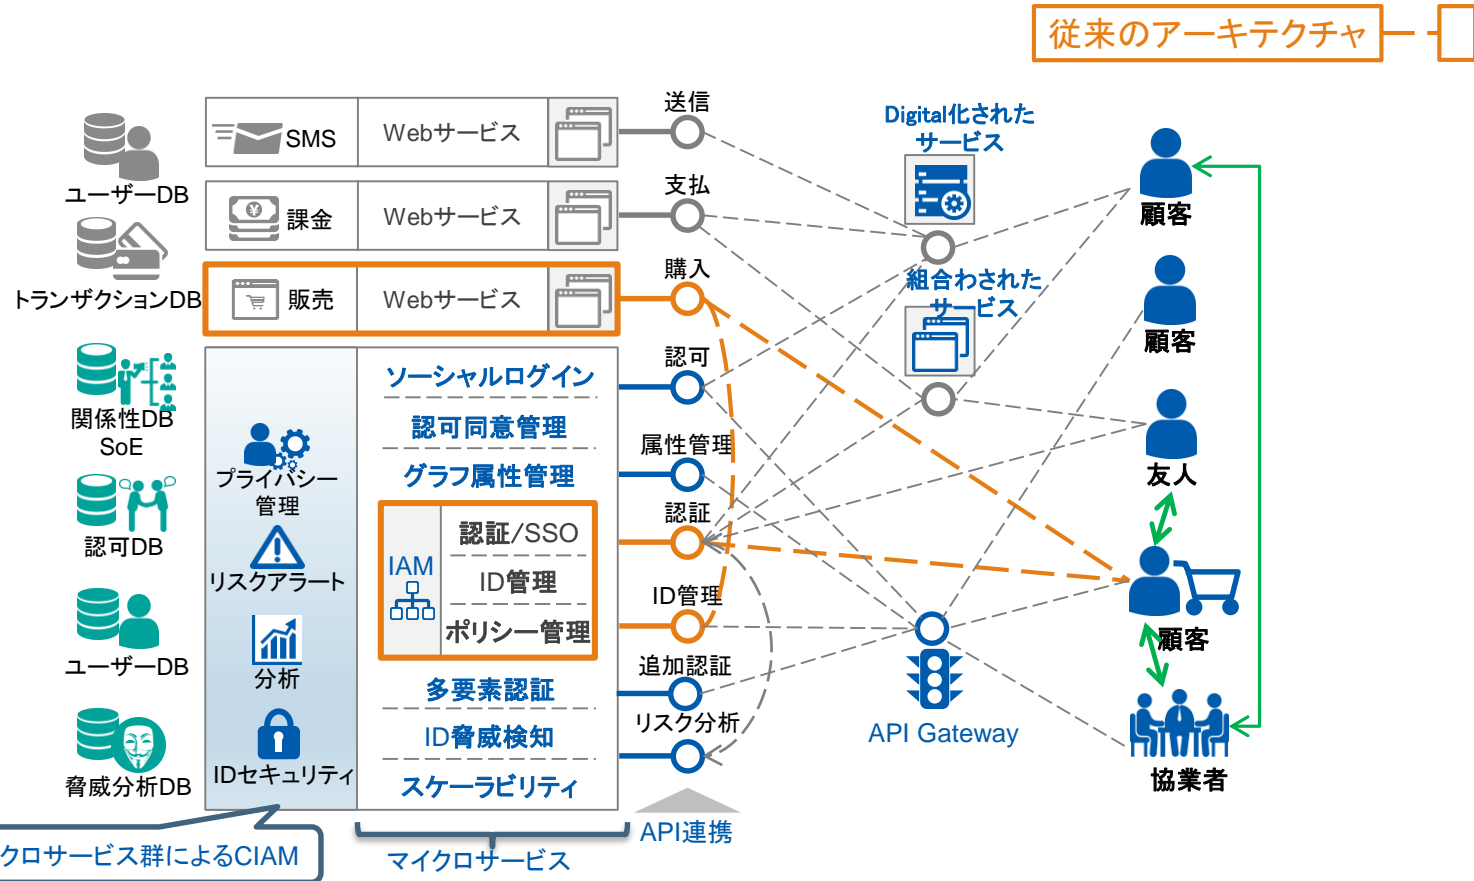 従来のアーキテクチャ
ユーザーDB
トランザクションDB
関係性DB
SoE
認可DB
ユーザーDB
脅威分析DB
SMS
Webサービス
課金
Webサービス
販売
Webサービス
プライバシー
管理
リスクアラート
分析
IDセキュリティ
ソーシャルログイン
認可同意管理
グラフ属性管理
IAM
認証/SSO
ID管理
ポリシー管理
多要素認証
ID脅威検知
スケーラビリティ
送信
支払
購入
認可
属性管理
認証
ID管理
追加認証
リスク分析
API連携
クロサービス群によるCIAM
マイクロサービス
Digital化された
サービス
組合わされた
サービス
API Gateway
顧客
顧客
友人
顧客
協業者